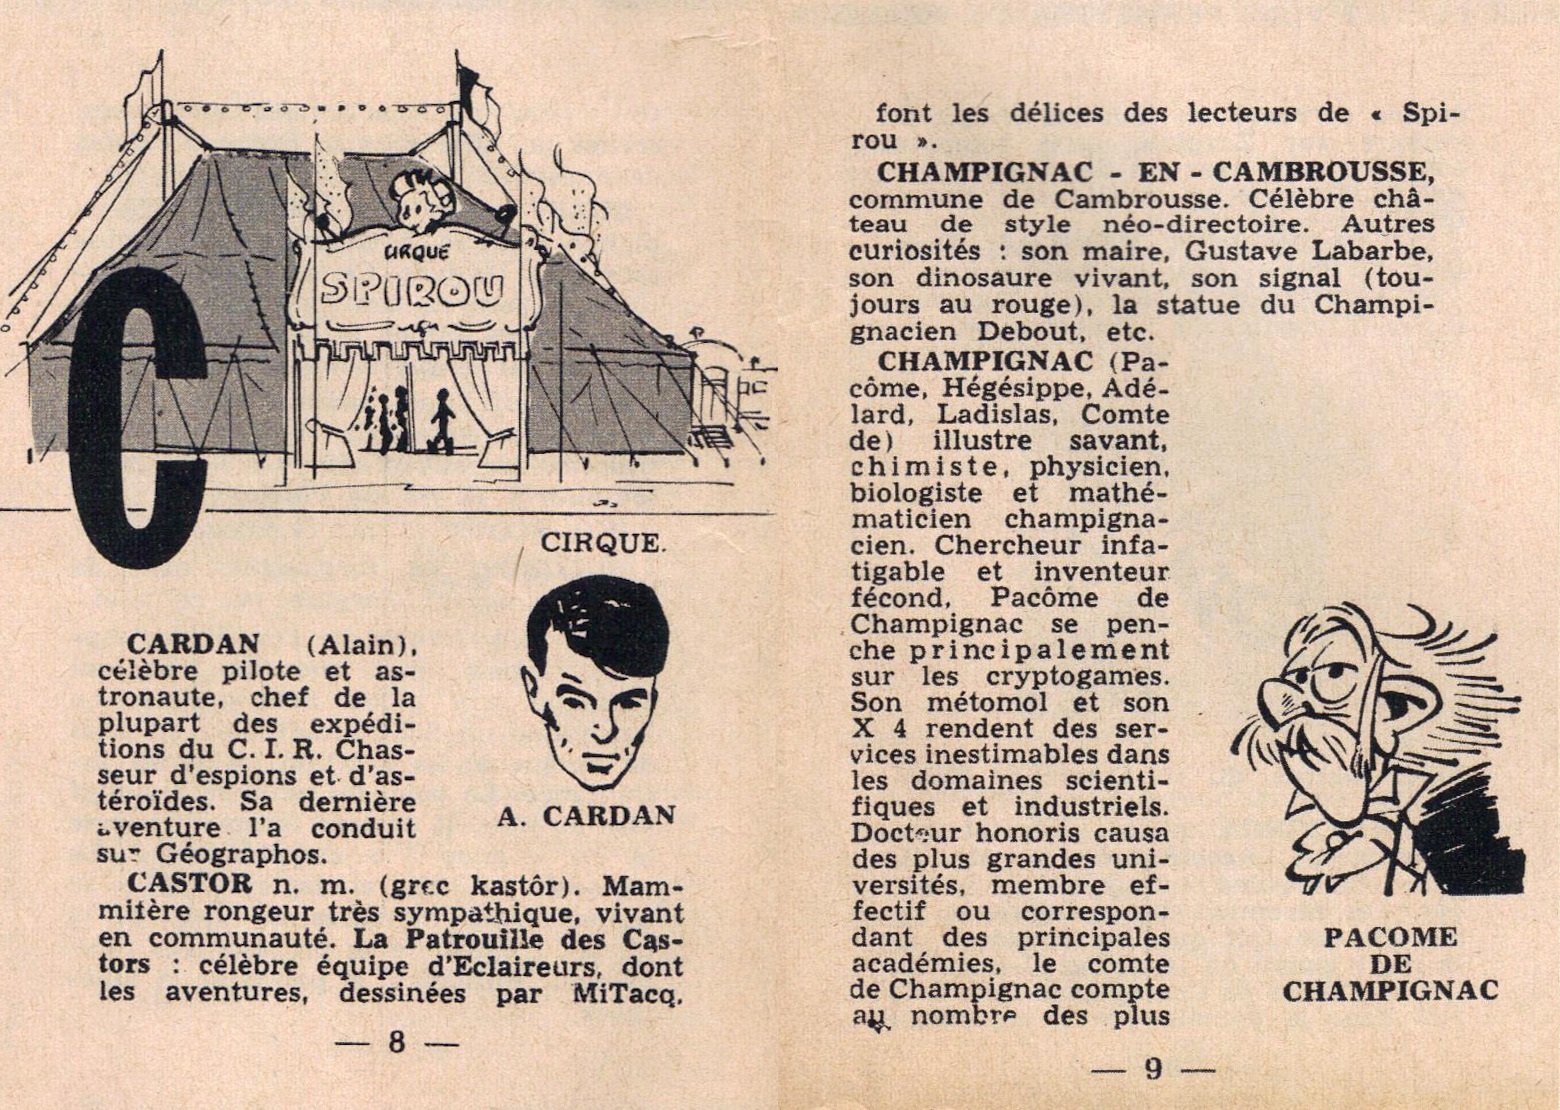 CIRQUE
SPIROU
C
CIRQUE.
CARDAN (Alain),
célèbre pilote et as-
tronaute, chef de la
plupart des expédi-
tions du C. I. R. Chas-
seur d'espions et d'as-
téroïdes. Sa dernière
aventure l'a conduit
sur Géographos.
A. CARDAN
CASTOR n. m. (grec kastôr). Mam-
mifère rongeur très sympathique, vivant
en communauté. La Patrouille des Cas-
tors : célèbre équipe d'Eclaireurs, dont
les aventures, dessinées par MiTacq,
— 8 —
font les délices des lecteurs de « Spi-
rou ».
CHAMPIGNAC - EN - CAMBROUSSE,
commune de Cambrousse. Célèbre châ-
teau de style néo-directoire. Autres
curiosités : son maire, Gustave Labarbe,
son dinosaure vivant, son signal (tou-
jours au rouge), la statue du Champi-
gnacien Debout, etc.
CHAMPIGNAC (Pa-
côme, Hégésippe, Adé-
lard, Ladislas, Comte
de) illustre savant,
chimiste, physicien,
biologiste et mathé-
maticien champigna-
cien. Chercheur infa-
tigable et inventeur
fécond, Pacôme de
Champignac se pen-
che principalement
sur les cryptogames.
Son métomol et son
X 4 rendent des ser-
vices inestimables dans
les domaines scienti-
fiques et industriels.
Docteur honoris causa
des plus grandes uni-
versités, membre ef-
fectif ou correspon-
dant des principales
académies, le comte
de Champignac compte
au nombre des plus
PACOME
DE
CHAMPIGNAC
— 9 —